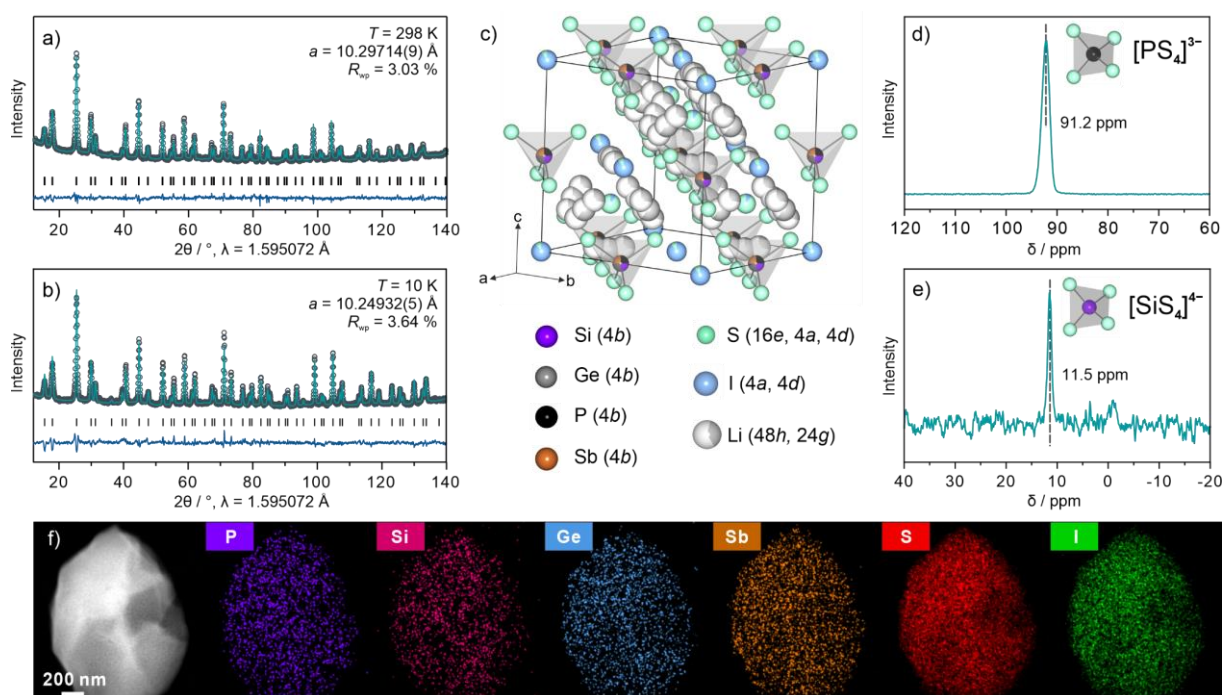 a)
T = 298 K
a = 10.29714(9) Å
Rwp = 3.03 %
Intensity
20 40 60 80 100 120 140
2θ / °, λ = 1.595072 Å
b)
T = 10 K
a = 10.24932(5) Å
Rwp = 3.64 %
Intensity
20 40 60 80 100 120 140
2θ / °, λ = 1.595072 Å
c)
c
a
b
Si (4b)
Ge (4b)
P (4b)
Sb (4b)
S (16e, 4a, 4d)
I (4a, 4d)
Li (48h, 24g)
d)
[PS₄]³⁻
91.2 ppm
Intensity
120 110 100 90 80 70 60
δ / ppm
e)
[SiS₄]⁴⁻
11.5 ppm
Intensity
40 30 20 10 0 -10 -20
δ / ppm
f)
200 nm
P
Si
Ge
Sb
S
I